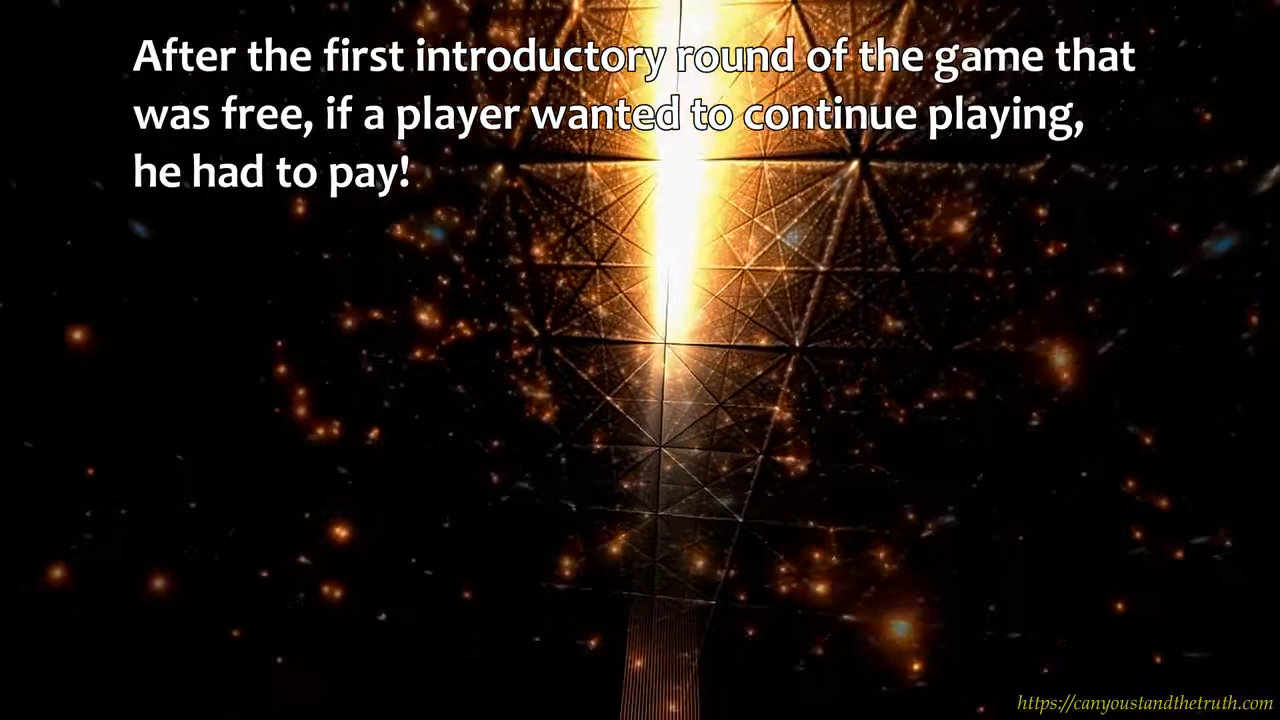 After the first introductory round of the game that
was free, if a player wanted to continue playing,
he had to pay!
https://canyoustandthetruth.com